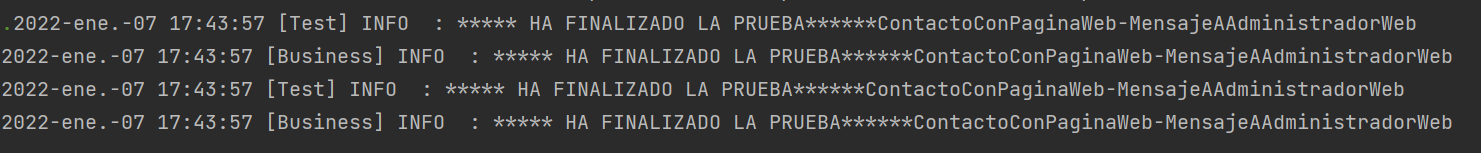 .2022-ene.-07 17:43:57 [Test] INFO  : ***** HA FINALIZADO LA PRUEBA******ContactoConPaginaWeb-MensajeAAdministradorWeb
2022-ene.-07 17:43:57 [Business] INFO  : ***** HA FINALIZADO LA PRUEBA******ContactoConPaginaWeb-MensajeAAdministradorWeb
2022-ene.-07 17:43:57 [Test] INFO  : ***** HA FINALIZADO LA PRUEBA******ContactoConPaginaWeb-MensajeAAdministradorWeb
2022-ene.-07 17:43:57 [Business] INFO  : ***** HA FINALIZADO LA PRUEBA******ContactoConPaginaWeb-MensajeAAdministradorWeb